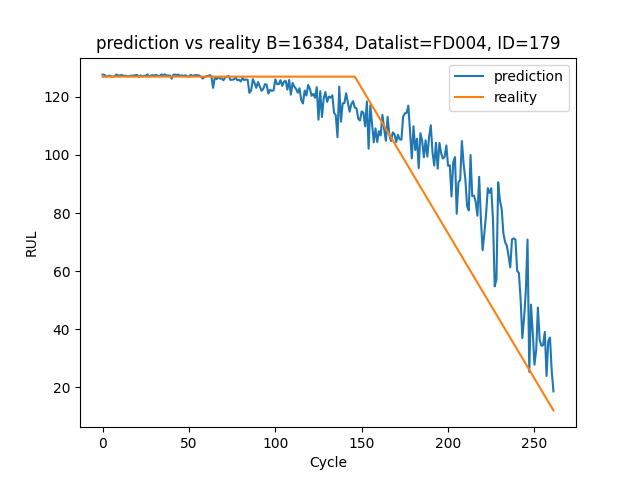 prediction vs reality B=16384, Datalist=FD004, ID=179
prediction
reality
RUL
120
100
80
60
40
20
0
50
100
150
200
250
Cycle